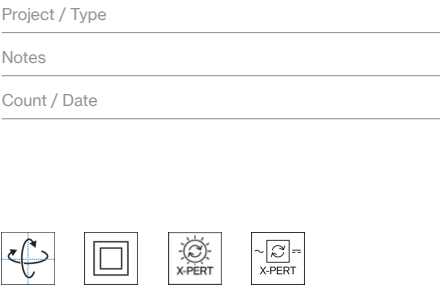 Project / Type
Notes
Count / Date
X-PERT
X-PERT